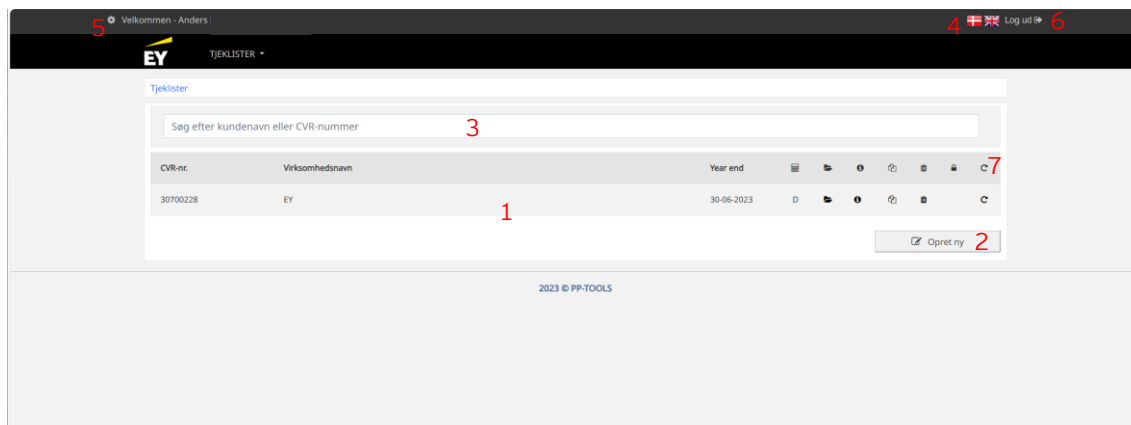 5 Velkommen - Anders 4 Log ud 6
EY TJEKLISTER
Tjeklister
Søg efter kundenavn eller CVR-nummer 3
CVR-nr. Virksomhedsnavn Year end 7
30700228 EY 1 30-06-2023 D
Opret ny 2
2023 © PP-TOOLS